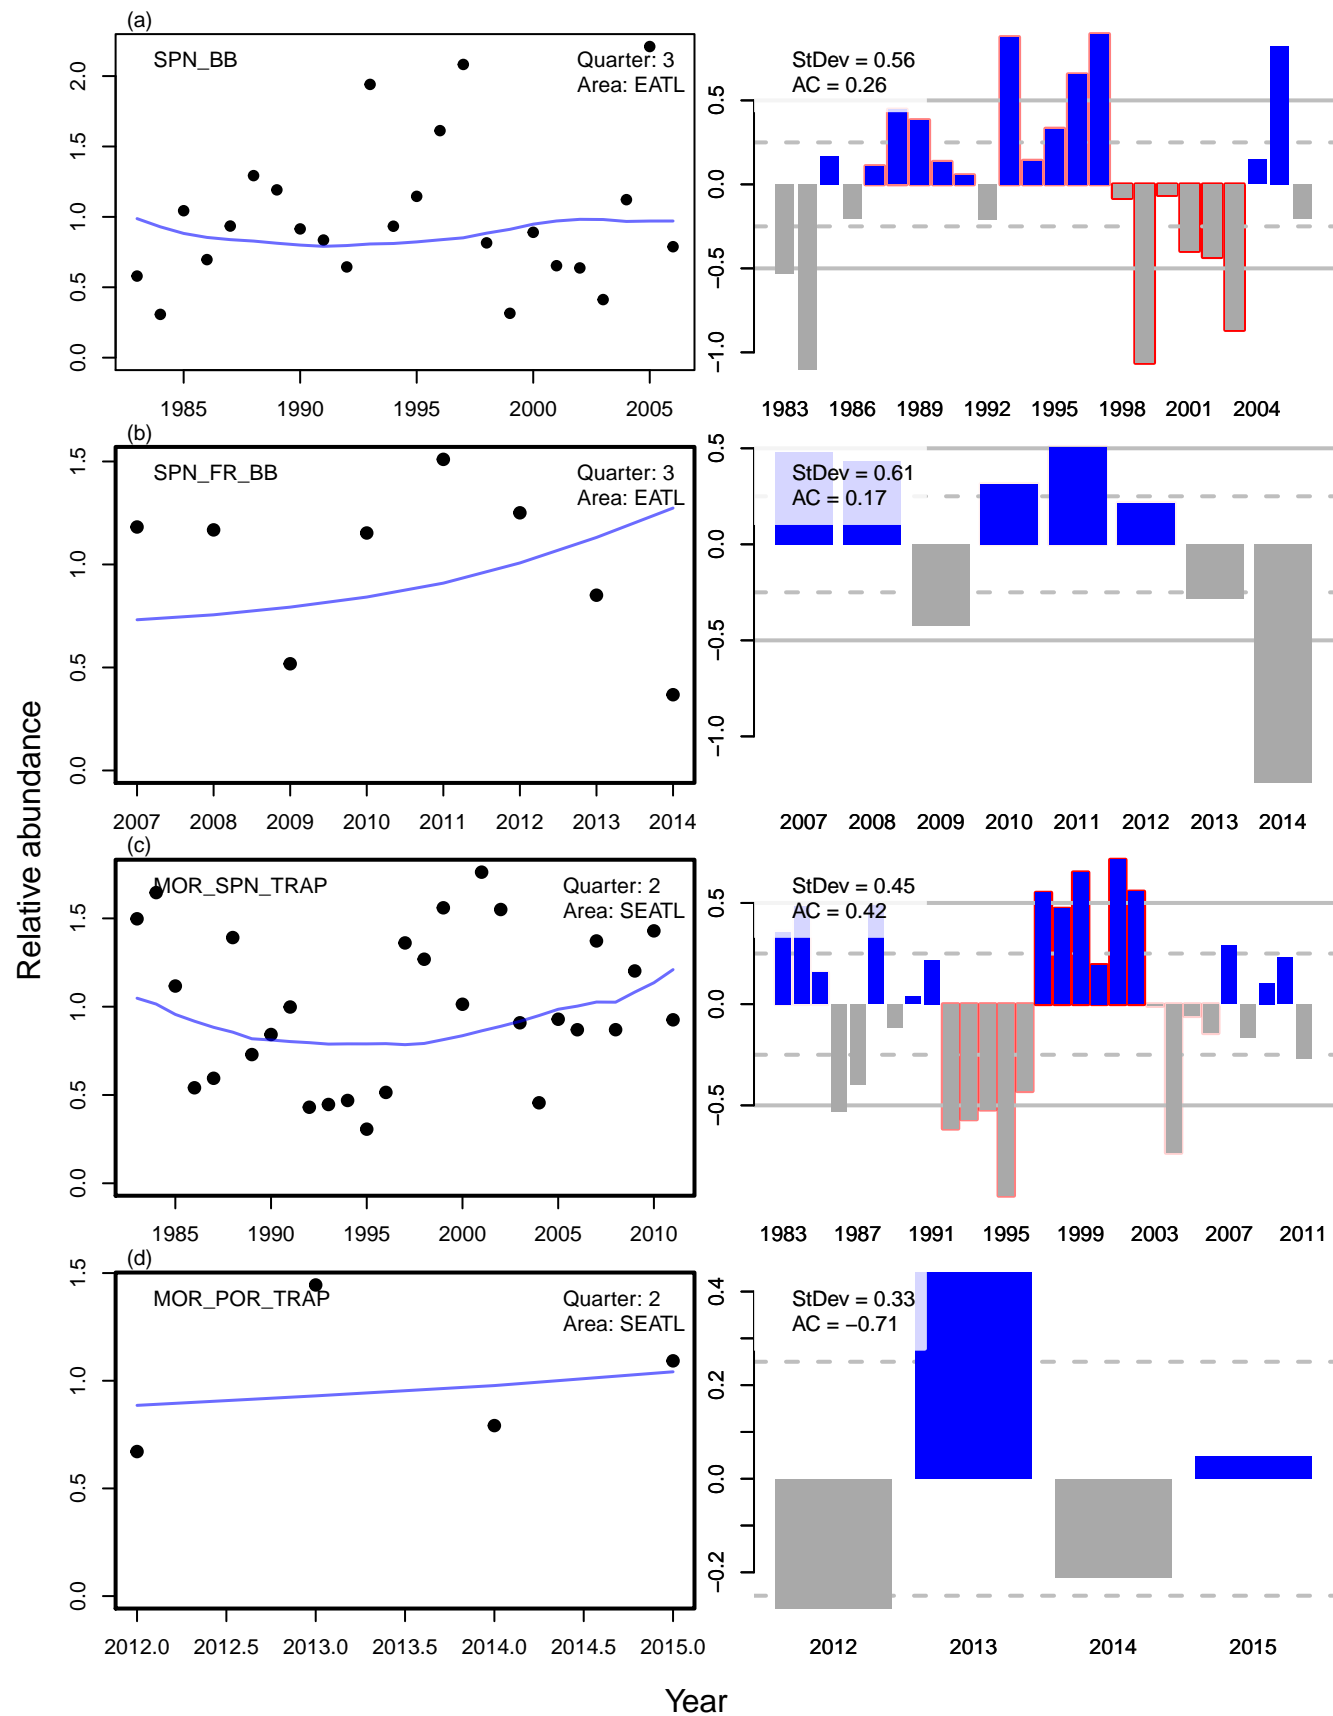 (a)
SPN_BB
Quarter: 3
Area: EATL
0.0 0.5 1.0 1.5 2.0
1985 1990 1995 2000 2005
StDev = 0.56
AC = 0.26
−1.0 −0.5 0.0 0.5
1983 1986 1989 1992 1995 1998 2001 2004
(b)
SPN_FR_BB
Quarter: 3
Area: EATL
0.0 0.5 1.0 1.5
2007 2008 2009 2010 2011 2012 2013 2014
StDev = 0.61
AC = 0.17
−1.0 −0.5 0.0 0.5
2007 2008 2009 2010 2011 2012 2013 2014
Relative abundance
(c)
MOR_SPN_TRAP
Quarter: 2
Area: SEATL
0.0 0.5 1.0 1.5
1985 1990 1995 2000 2005 2010
StDev = 0.45
AC = 0.42
−0.5 0.0 0.5
1983 1987 1991 1995 1999 2003 2007 2011
(d)
MOR_POR_TRAP
Quarter: 2
Area: SEATL
0.0 0.5 1.0 1.5
2012.0 2012.5 2013.0 2013.5 2014.0 2014.5 2015.0
StDev = 0.33
AC = −0.71
−0.2 0.0 0.2 0.4
2012 2013 2014 2015
Year